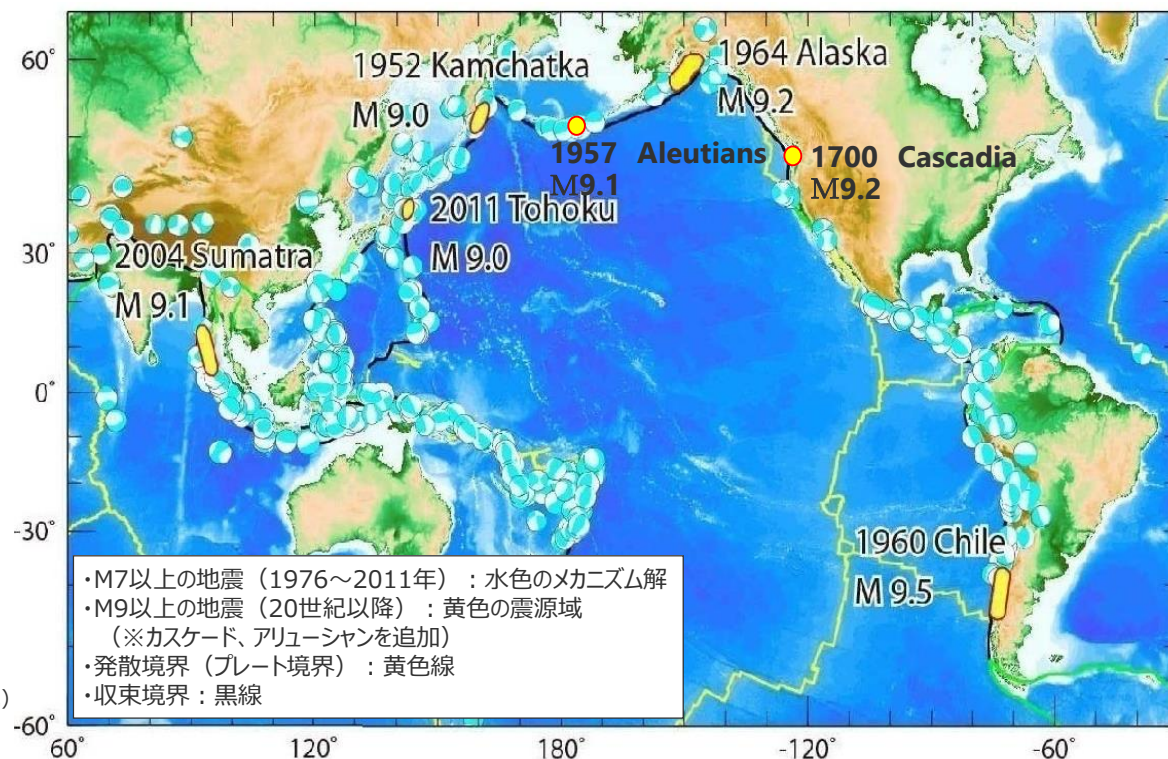 60°
1952 Kamchatka
M 9.0
1964 Alaska
M 9.2
1957 Aleutians
M9.1
1700 Cascadia
M9.2
2011 Tohoku
M 9.0
30°
2004 Sumatra
M 9.1
0°
-30°
1960 Chile
M 9.5
・M7以上の地震（1976～2011年）：水色のメカニズム解
・M9以上の地震（20世紀以降）：黄色の震源域
（※カスケード、アリューシャンを追加）
・発散境界（プレート境界）：黄色線
・収束境界：黒線
）
-60°
60°
120°
180°
-120°
-60°